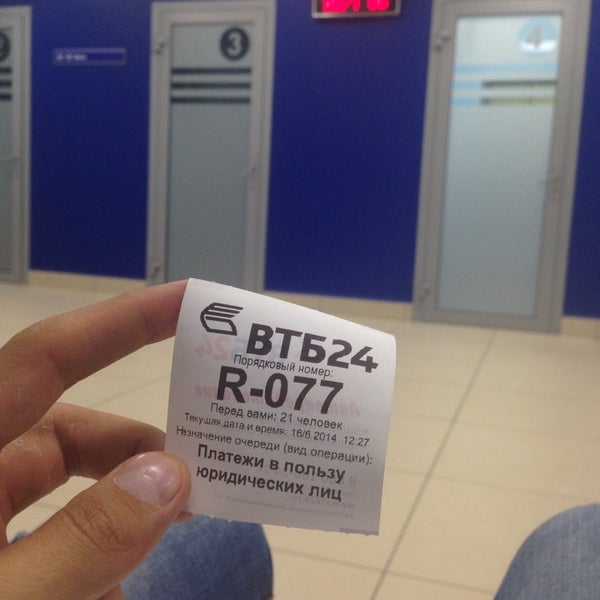 3
4
ВТБ24
Порядковый номер:
R-077
Перед вами: 21 человек
Текущая дата и время: 16/6 2014 12.27
Назначение очереди (вид операции):
Платежи в пользу
юридических лиц